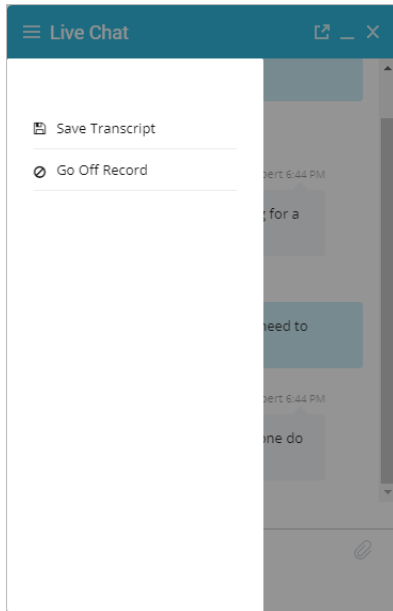 Live Chat
Save Transcript
Go Off Record
6:44 PM
for a
need to
6:44 PM
one do